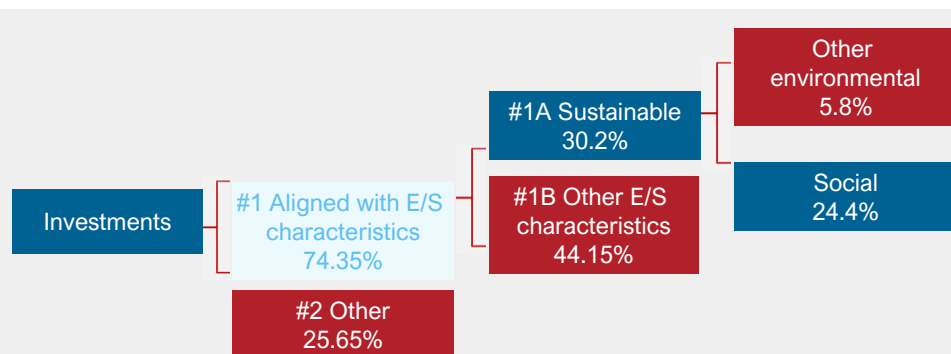 Investments
#1 Aligned with E/S
characteristics
74.35%
#2 Other
25.65%
#1A Sustainable
30.2%
#1B Other E/S
characteristics
44.15%
Other
environmental
5.8%
Social
24.4%